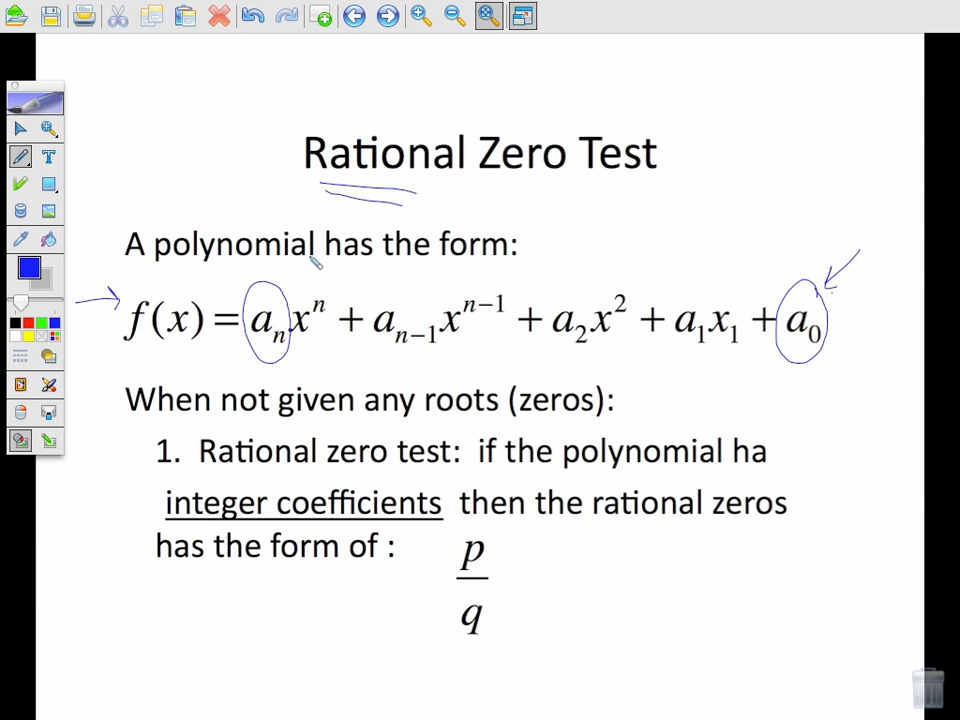 Rational Zero Test
A polynomial has the form:
f(x) = aₙxⁿ + aₙ₋₁xⁿ⁻¹ + a₂x² + a₁x₁ + a₀
When not given any roots (zeros):
1. Rational zero test: if the polynomial ha
integer coefficients then the rational zeros
has the form of :
p
q